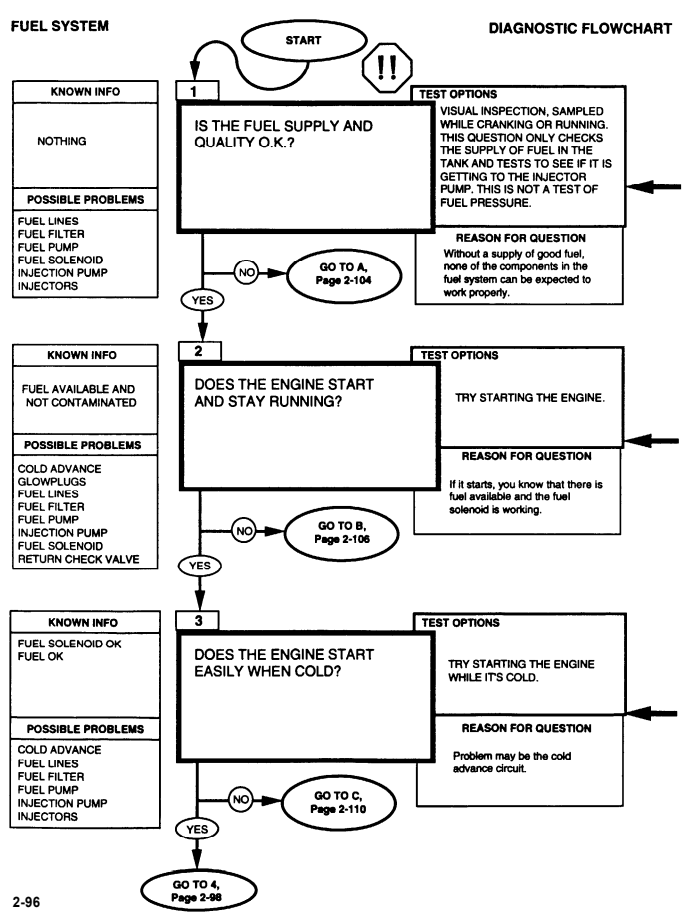 FUEL SYSTEM
DIAGNOSTIC FLOWCHART
START
!!
KNOWN INFO
NOTHING
POSSIBLE PROBLEMS
FUEL LINES
FUEL FILTER
FUEL PUMP
FUEL SOLENOID
INJECTION PUMP
INJECTORS
1
IS THE FUEL SUPPLY AND
QUALITY O.K.?
TEST OPTIONS
VISUAL INSPECTION, SAMPLED
WHILE CRANKING OR RUNNING.
THIS QUESTION ONLY CHECKS
THE SUPPLY OF FUEL IN THE
TANK AND TESTS TO SEE IF IT IS
GETTING TO THE INJECTOR
PUMP. THIS IS NOT A TEST OF
FUEL PRESSURE.
REASON FOR QUESTION
Without a supply of good fuel,
none of the components in the
fuel system can be expected to
work properly.
NO
GO TO A,
Page 2-104
YES
KNOWN INFO
FUEL AVAILABLE AND
NOT CONTAMINATED
POSSIBLE PROBLEMS
COLD ADVANCE
GLOWPLUGS
FUEL LINES
FUEL FILTER
FUEL PUMP
INJECTION PUMP
FUEL SOLENOID
RETURN CHECK VALVE
2
DOES THE ENGINE START
AND STAY RUNNING?
TEST OPTIONS
TRY STARTING THE ENGINE.
REASON FOR QUESTION
If it starts, you know that there is
fuel available and the fuel
solenoid is working.
NO
GO TO B,
Page 2-106
YES
KNOWN INFO
FUEL SOLENOID OK
FUEL OK
POSSIBLE PROBLEMS
COLD ADVANCE
FUEL LINES
FUEL FILTER
FUEL PUMP
INJECTION PUMP
INJECTORS
3
DOES THE ENGINE START
EASILY WHEN COLD?
TEST OPTIONS
TRY STARTING THE ENGINE
WHILE IT'S COLD.
REASON FOR QUESTION
Problem may be the cold
advance circuit.
NO
GO TO C,
Page 2-110
YES
GO TO 4,
Page 2-98
2-96